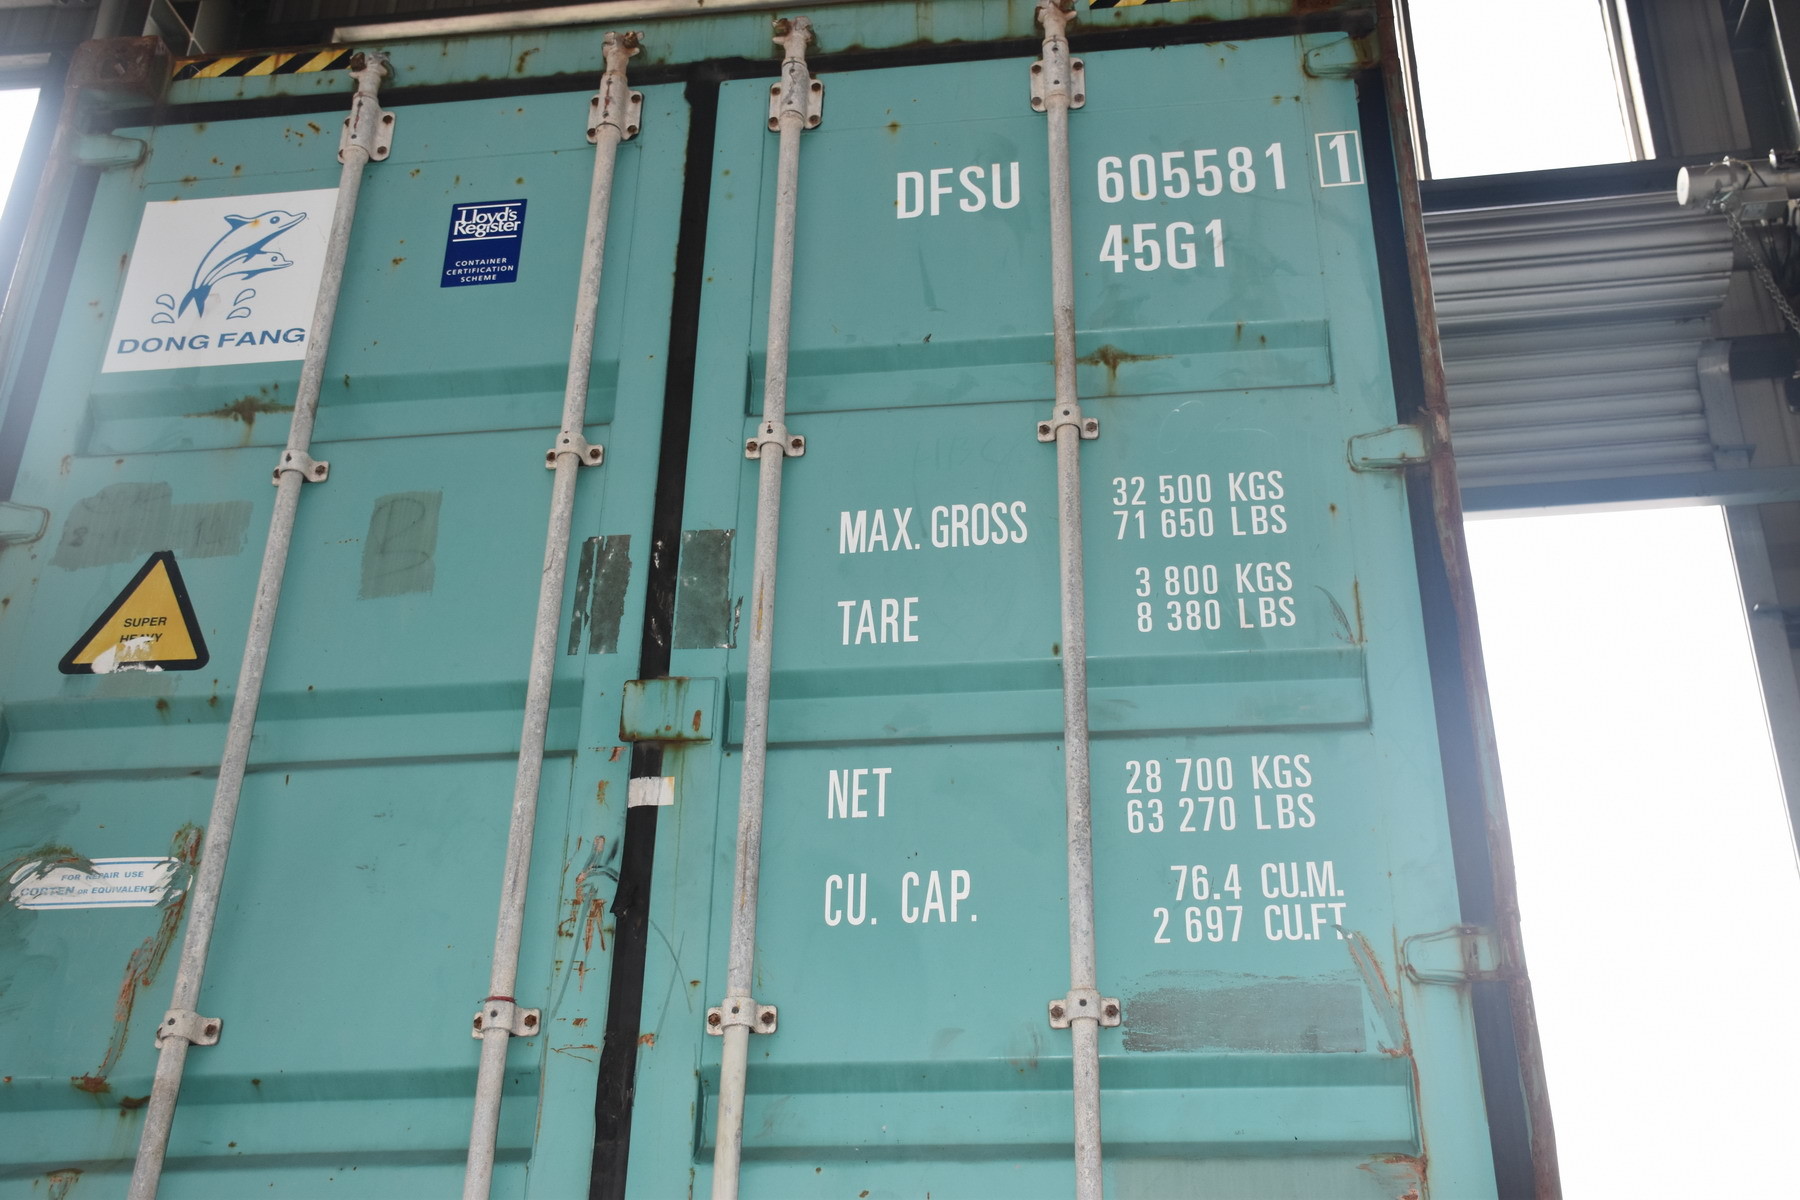 DONG FANG
Lloyd's
Register
CONTAINER
CERTIFICATION
SCHEME
SUPER
HEAVY
FOR REPAIR USE
CORTEN OR EQUIVALENT
DFSU 605581 1
45G1
MAX. GROSS 32 500 KGS
71 650 LBS
TARE 3 800 KGS
8 380 LBS
NET 28 700 KGS
63 270 LBS
CU. CAP. 76.4 CU.M.
2 697 CU.FT.